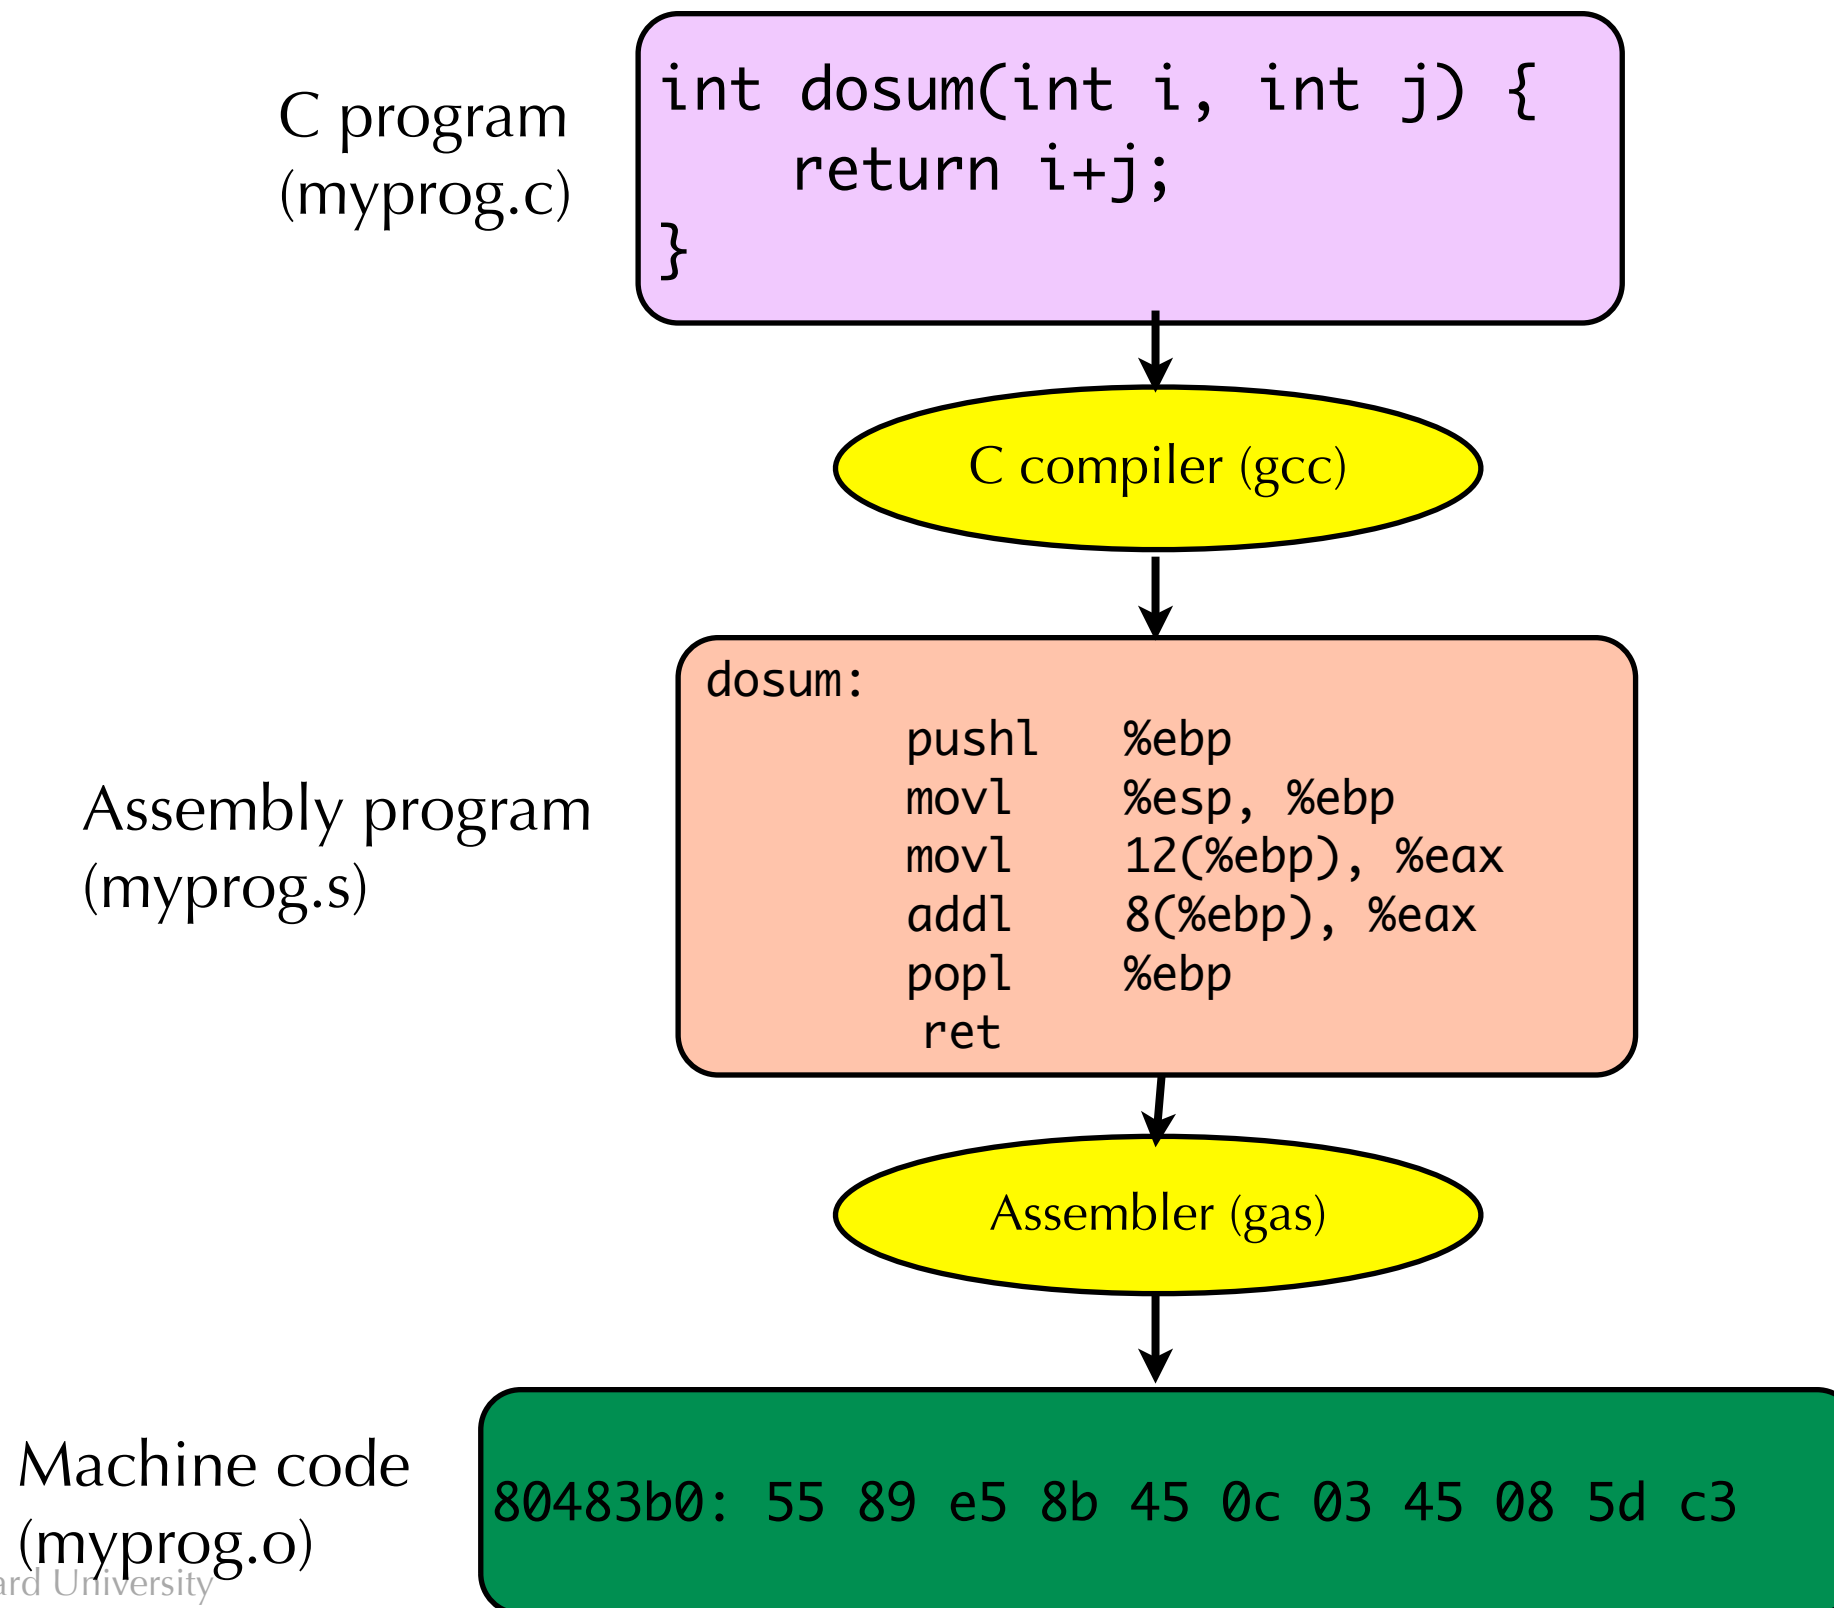 C program
(myprog.c)
int dosum(int i, int j) {
    return i+j;
}
C compiler (gcc)
Assembly program
(myprog.s)
dosum:
        pushl   %ebp
        movl    %esp, %ebp
        movl    12(%ebp), %eax
        addl    8(%ebp), %eax
        popl    %ebp
        ret
Assembler (gas)
Machine code
(myprog.o)
80483b0: 55 89 e5 8b 45 0c 03 45 08 5d c3
University